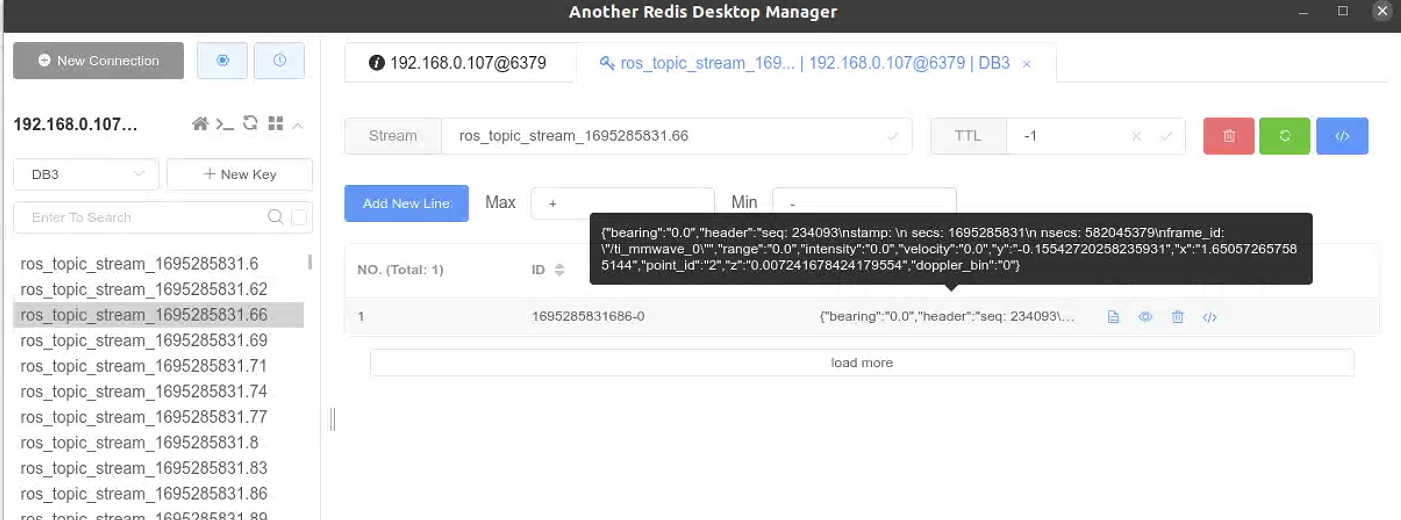 Another Redis Desktop Manager
New Connection
192.168.0.107@6379
ros_topic_stream_169... | 192.168.0.107@6379 | DB3
192.168.0.107...
Stream
ros_topic_stream_1695285831.66
TTL
-1
DB3
New Key
Add New Line
Max
+
Min
-
Enter To Search
{"bearing":"0.0","header":"seq: 234093\nstamp: \n secs: 1695285831\n nsecs: 582045379\nframe_id:
\"/ti_mmwave_0\"","range":"0.0","intensity":"0.0","velocity":"0.0","y":"-0.15542720258235931","x":"1.65057265758
5144","point_id":"2","z":"0.007241678424179554","doppler_bin":"0"}
NO. (Total: 1)
ID
1
1695285831686-0
{"bearing":"0.0","header":"seq: 234093\...
load more
ros_topic_stream_1695285831.6
ros_topic_stream_1695285831.62
ros_topic_stream_1695285831.66
ros_topic_stream_1695285831.69
ros_topic_stream_1695285831.71
ros_topic_stream_1695285831.74
ros_topic_stream_1695285831.77
ros_topic_stream_1695285831.8
ros_topic_stream_1695285831.83
ros_topic_stream_1695285831.86
ros_topic_stream_1695285831.89